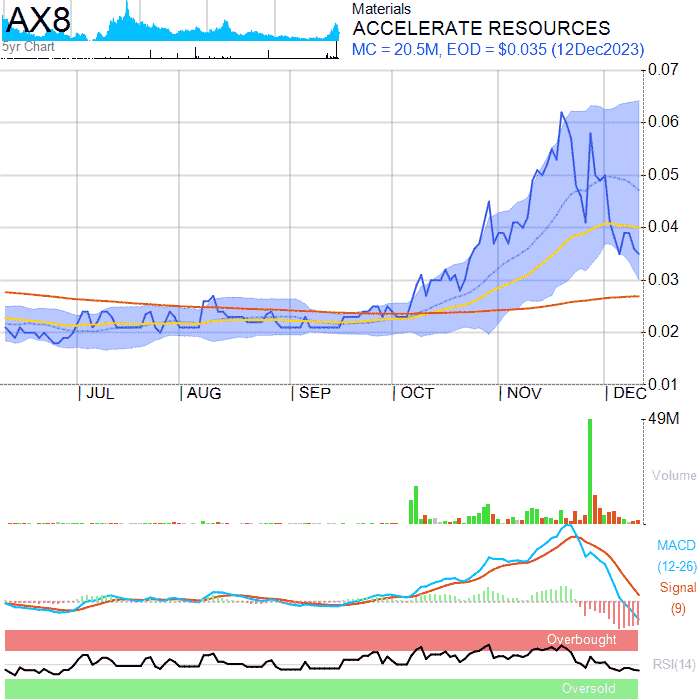 AX8
5yr Chart
Materials
ACCELERATE RESOURCES
MC = 20.5M, EOD = $0.035 (12Dec2023)
0.07
0.06
0.05
0.04
0.03
0.02
0.01
JUL AUG SEP OCT NOV DEC
49M
Volume
MACD
(12-26)
Signal
(9)
Overbought
RSI(14)
Oversold